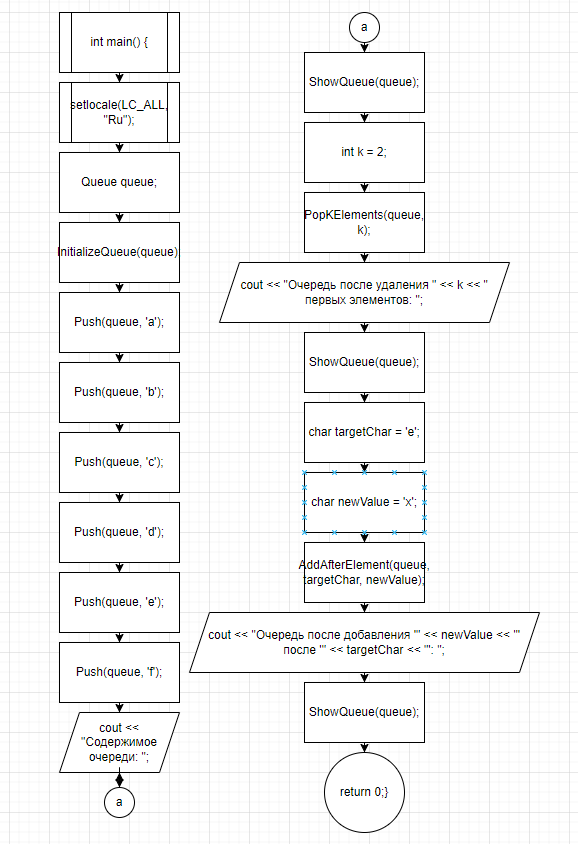 int main() {
setlocale(LC_ALL,
"Ru");
Queue queue;
InitializeQueue(queue)
Push(queue, 'a');
Push(queue, 'b');
Push(queue, 'c');
Push(queue, 'd');
Push(queue, 'e');
Push(queue, 'f');
cout <<
"Содержимое
очереди: ";
a
a
ShowQueue(queue);
int k = 2;
PopKElements(queue,
k);
cout << "Очередь после удаления " << k << "
первых элементов: ";
ShowQueue(queue);
char targetChar = 'e';
char newValue = 'x';
AddAfterElement(queue,
targetChar, newValue);
cout << "Очередь после добавления '" << newValue << "'
после '" << targetChar << "': ";
ShowQueue(queue);
return 0;}